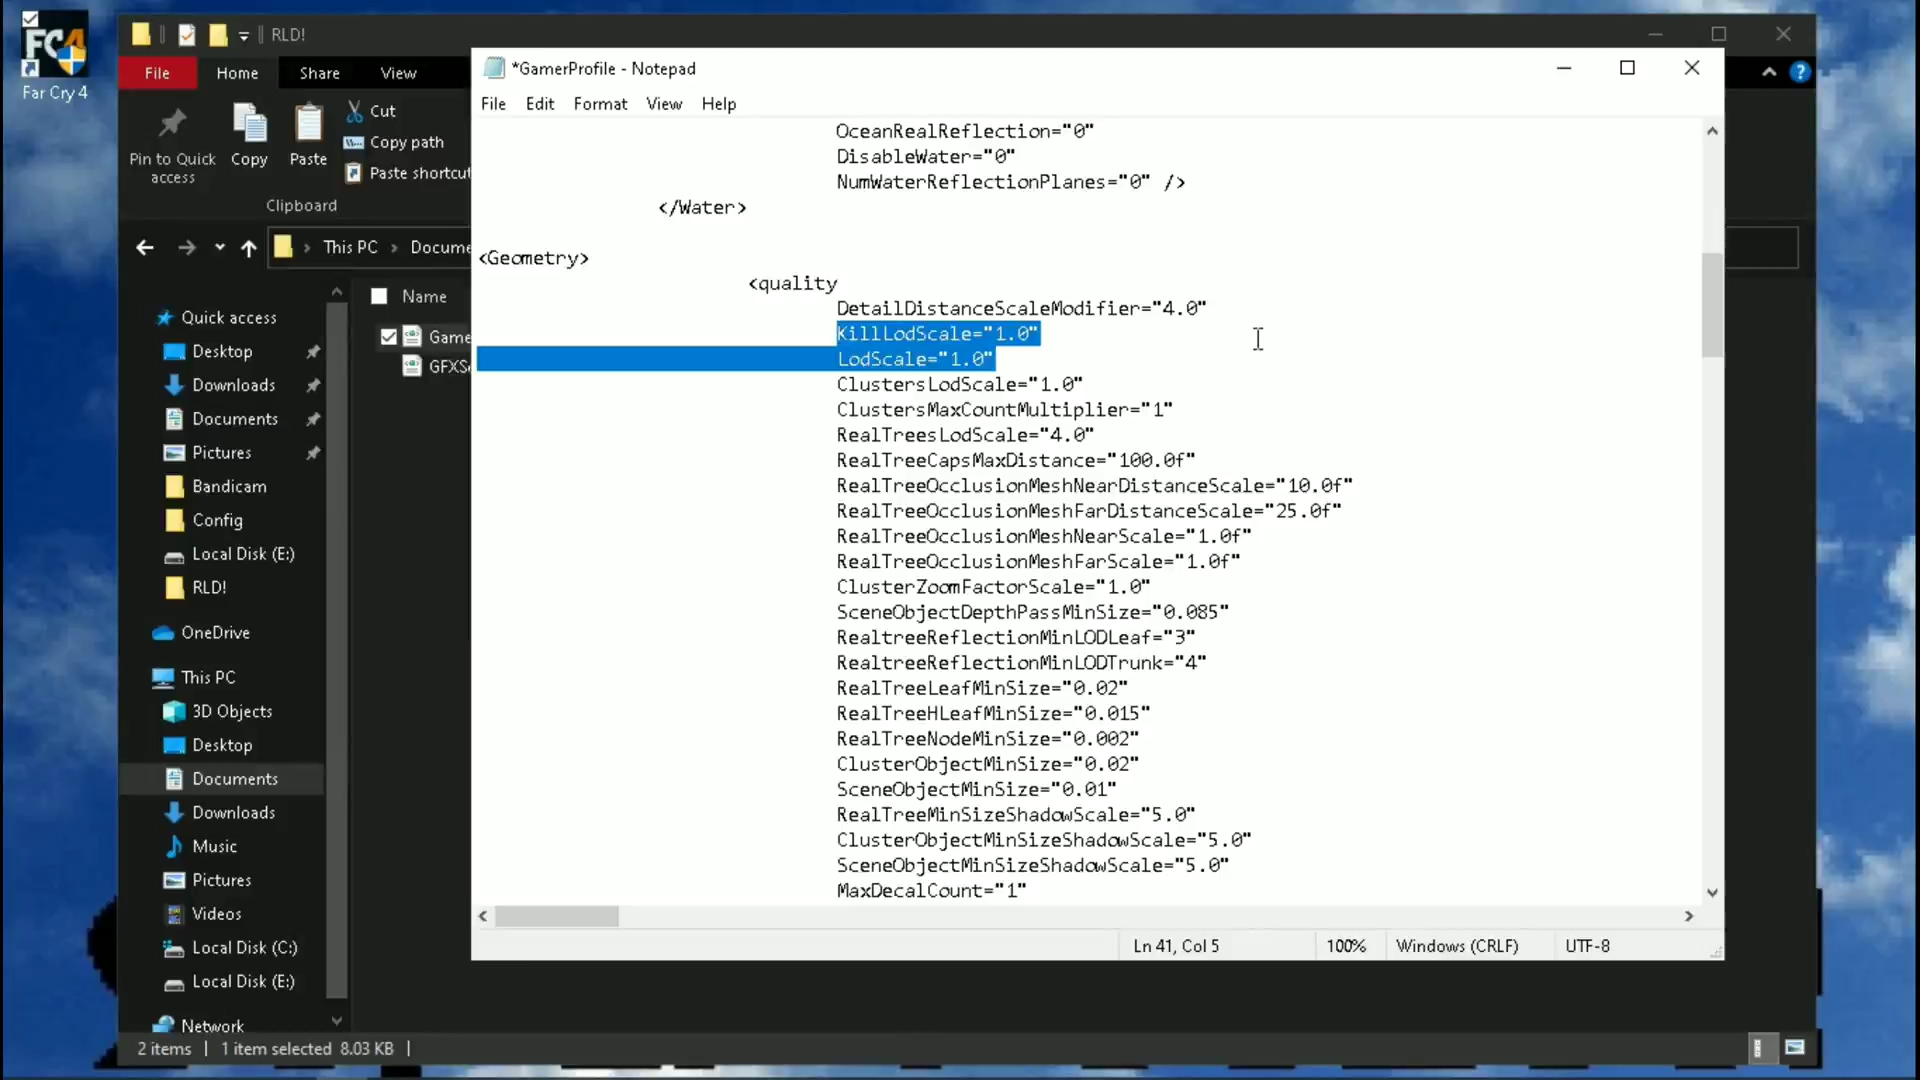 FC4
Far Cry 4
RLD!
File Home Share View
Pin to Quick access
Copy
Paste
Cut
Copy path
Paste shortcut
Clipboard
This PC > Docume
Name
Game
GFXSe
Quick access
Desktop
Downloads
Documents
Pictures
Bandicam
Config
Local Disk (E:)
RLD!
OneDrive
This PC
3D Objects
Desktop
Documents
Downloads
Music
Pictures
Videos
Local Disk (C:)
Local Disk (E:)
Network
2 items | 1 item selected 8.03 KB |
*GamerProfile - Notepad
File Edit Format View Help
OceanRealReflection="0"
DisableWater="0"
NumWaterReflectionPlanes="0" />
</Water>
<Geometry>
<quality
DetailDistanceScaleModifier="4.0"
KillLodScale="1.0"
LodScale="1.0"
ClustersLodScale="1.0"
ClustersMaxCountMultiplier="1"
RealTreesLodScale="4.0"
RealTreeCapsMaxDistance="100.0f"
RealTreeOcclusionMeshNearDistanceScale="10.0f"
RealTreeOcclusionMeshFarDistanceScale="25.0f"
RealTreeOcclusionMeshNearScale="1.0f"
RealTreeOcclusionMeshFarScale="1.0f"
ClusterZoomFactorScale="1.0"
SceneObjectDepthPassMinSize="0.085"
RealtreeReflectionMinLODLeaf="3"
RealtreeReflectionMinLODTrunk="4"
RealTreeLeafMinSize="0.02"
RealTreeHLeafMinSize="0.015"
RealTreeNodeMinSize="0.002"
ClusterObjectMinSize="0.02"
SceneObjectMinSize="0.01"
RealTreeMinSizeShadowScale="5.0"
ClusterObjectMinSizeShadowScale="5.0"
SceneObjectMinSizeShadowScale="5.0"
MaxDecalCount="1"
Ln 41, Col 5 100% Windows (CRLF) UTF-8